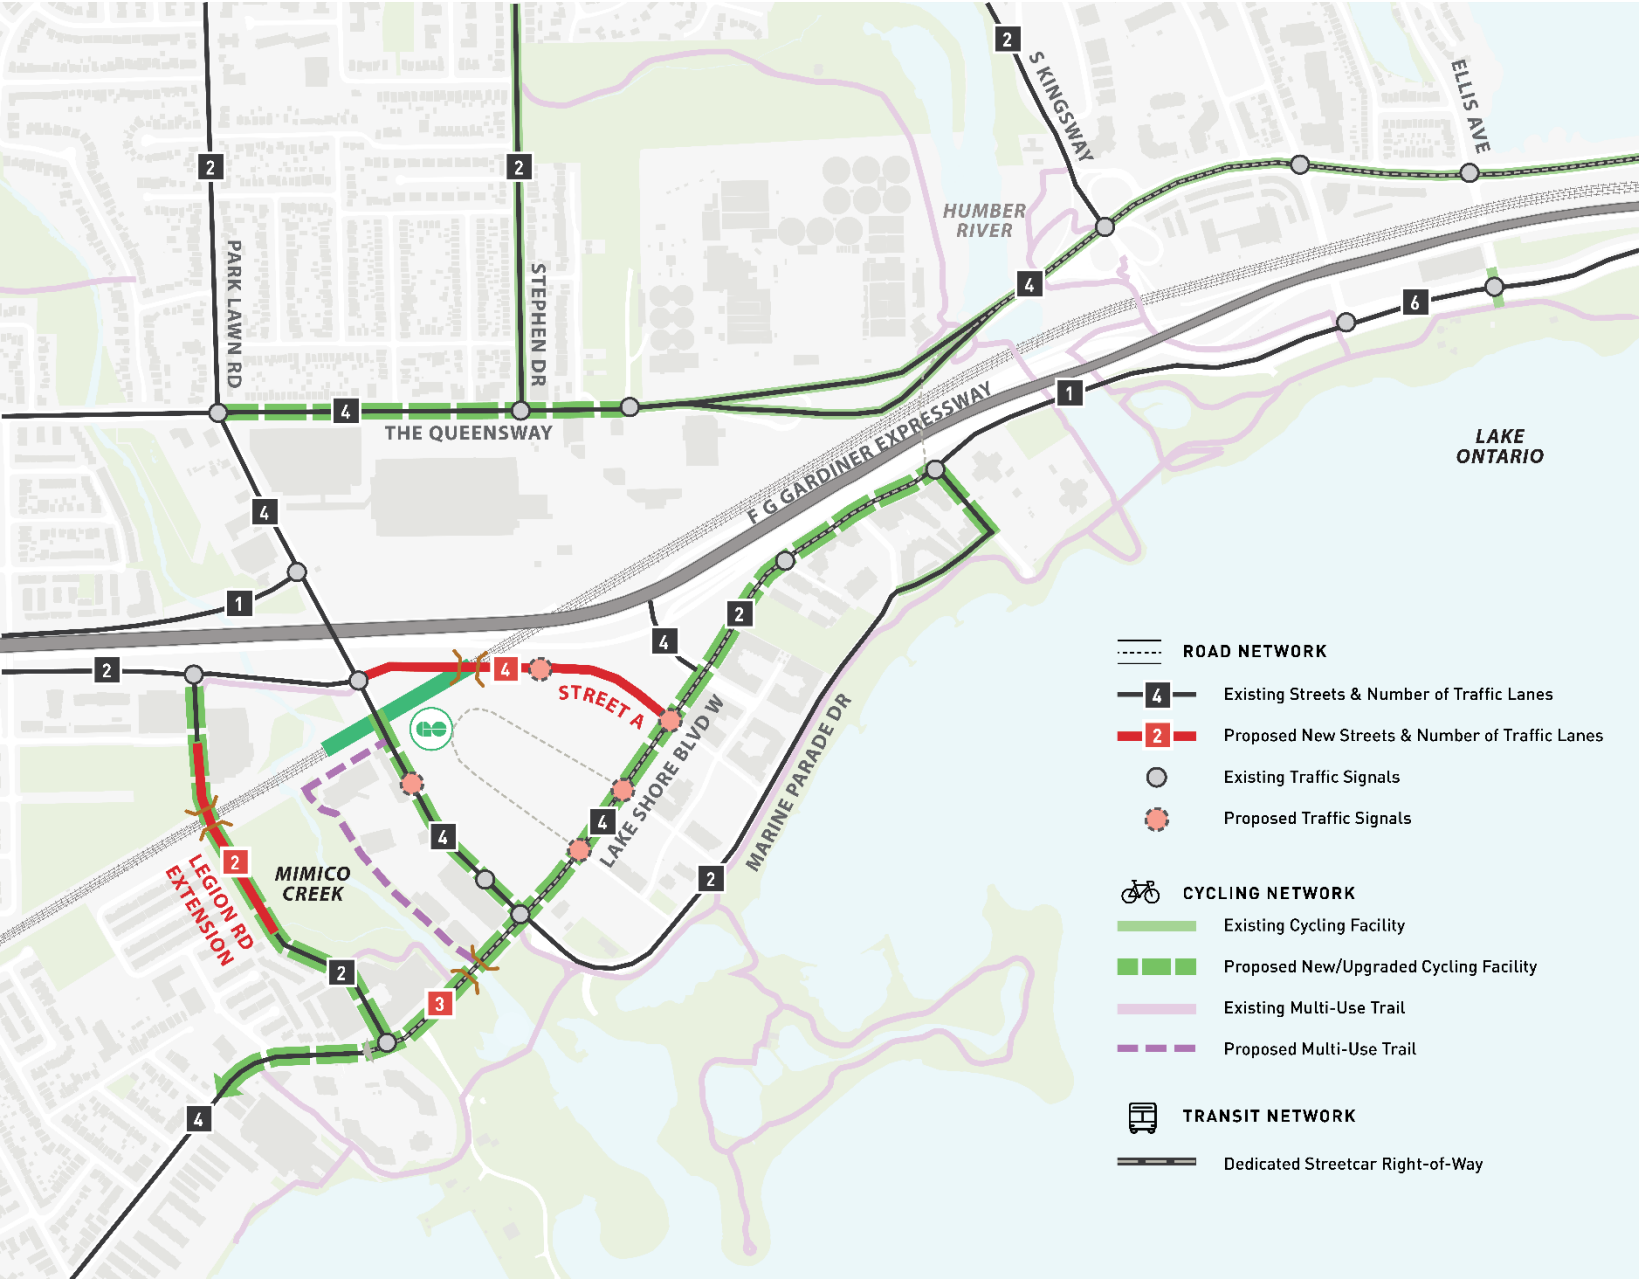 2
S KINGSWAY
ELLIS AVE
2
2
PARK LAWN RD
STEPHEN DR
HUMBER
RIVER
4
6
4
THE QUEENSWAY
1
F G GARDINER EXPRESSWAY
LAKE
ONTARIO
4
1
2
4
2
4
STREET A
LAKE SHORE BLVD W
MARINE PARADE DR
4
4
2
2
LEGION RD
EXTENSION
MIMICO
CREEK
2
3
4
ROAD NETWORK
4 Existing Streets & Number of Traffic Lanes
2 Proposed New Streets & Number of Traffic Lanes
Existing Traffic Signals
Proposed Traffic Signals
CYCLING NETWORK
Existing Cycling Facility
Proposed New/Upgraded Cycling Facility
Existing Multi-Use Trail
Proposed Multi-Use Trail
TRANSIT NETWORK
Dedicated Streetcar Right-of-Way